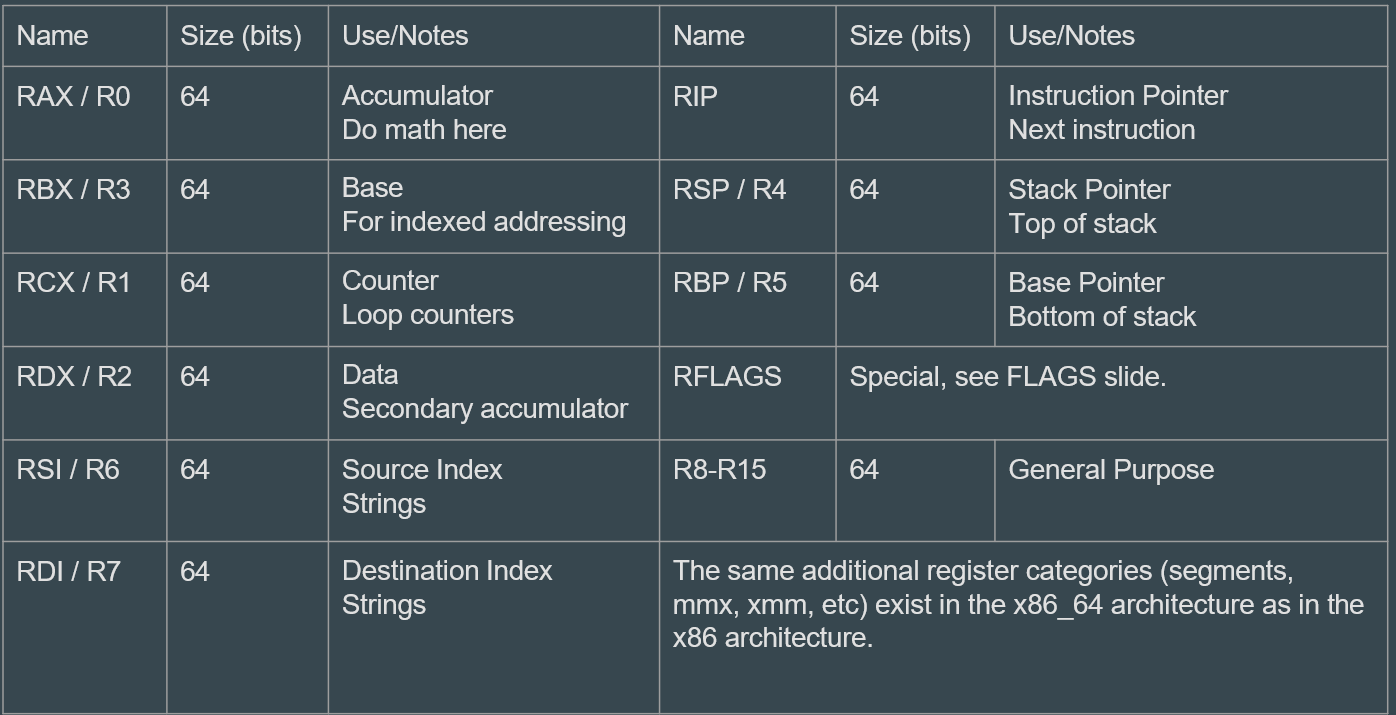 Name Size (bits) Use/Notes Name Size (bits) Use/Notes
RAX / R0 64 Accumulator RIP 64 Instruction Pointer
Do math here Next instruction
RBX / R3 64 Base RSP / R4 64 Stack Pointer
For indexed addressing Top of stack
RCX / R1 64 Counter RBP / R5 64 Base Pointer
Loop counters Bottom of stack
RDX / R2 64 Data RFLAGS Special, see FLAGS slide.
Secondary accumulator
RSI / R6 64 Source Index R8-R15 64 General Purpose
Strings
RDI / R7 64 Destination Index The same additional register categories (segments,
Strings mmx, xmm, etc) exist in the x86_64 architecture as in the
x86 architecture.